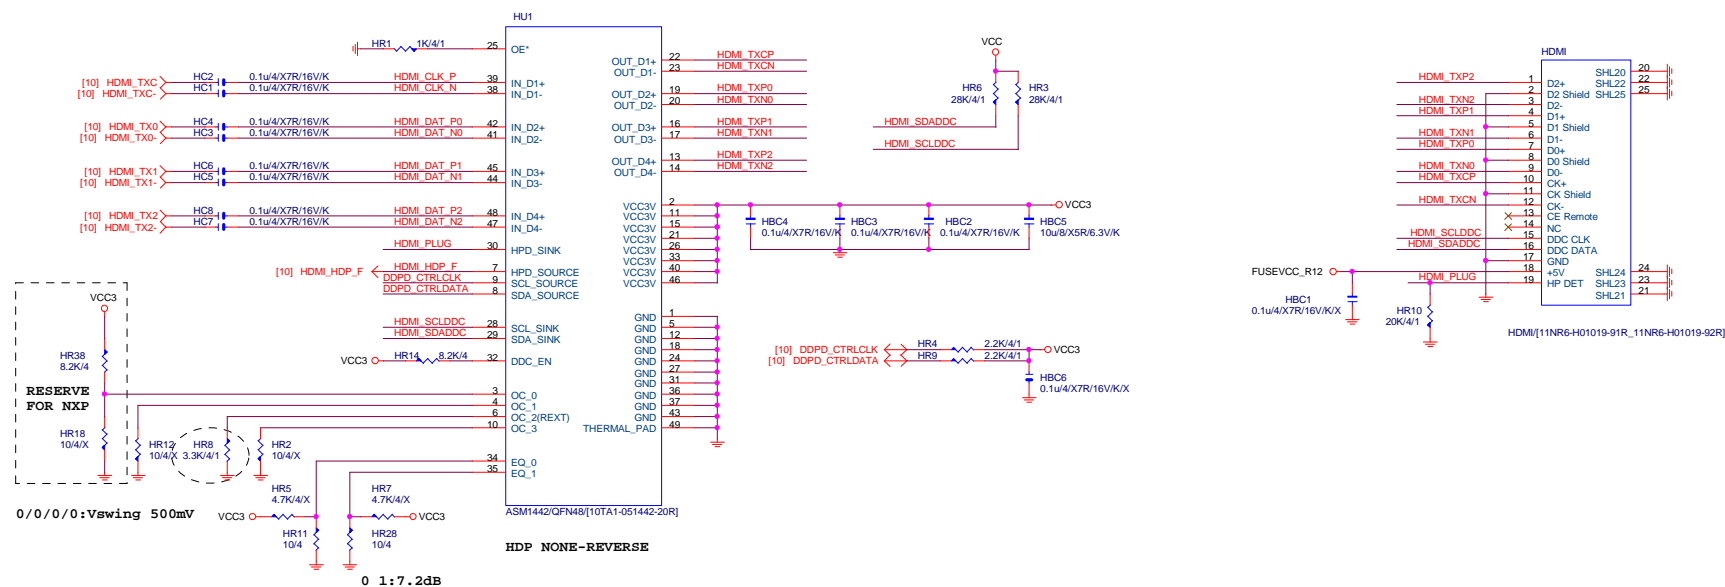 HU1
HR1 1K/4/1 25 OE*
[10] HDMI_TXC HC2 0.1u/4/X7R/16V/K HDMI_CLK_P 39 IN_D1+
[10] HDMI_TXC- HC1 0.1u/4/X7R/16V/K HDMI_CLK_N 38 IN_D1-
[10] HDMI_TX0 HC4 0.1u/4/X7R/16V/K HDMI_DAT_P0 42 IN_D2+
[10] HDMI_TX0- HC3 0.1u/4/X7R/16V/K HDMI_DAT_N0 41 IN_D2-
[10] HDMI_TX1 HC6 0.1u/4/X7R/16V/K HDMI_DAT_P1 45 IN_D3+
[10] HDMI_TX1- HC5 0.1u/4/X7R/16V/K HDMI_DAT_N1 44 IN_D3-
[10] HDMI_TX2 HC8 0.1u/4/X7R/16V/K HDMI_DAT_P2 48 IN_D4+
[10] HDMI_TX2- HC7 0.1u/4/X7R/16V/K HDMI_DAT_N2 47 IN_D4-
HDMI_PLUG 30 HPD_SINK
[10] HDMI_HDP_F HDMI_HDP_F 7 HPD_SOURCE
DDPD_CTRLCLK 9 SCL_SOURCE
DDPD_CTRLDATA 8 SDA_SOURCE
HDMI_SCLDDC 28 SCL_SINK
HDMI_SDADDC 29 SDA_SINK
VCC3 HR14 8.2K/4 32 DDC_EN
3 OC_0
4 OC_1
6 OC_2(REXT)
10 OC_3
34 EQ_0
35 EQ_1
VCC3
HR38
8.2K/4
RESERVE
FOR NXP
HR18
10/4/X
HR12
10/4/X
HR8
3.3K/4/1
HR2
10/4/X
0/0/0/0:Vswing 500mV
HR5
4.7K/4/X
VCC3
HR7
4.7K/4/X
VCC3
HR11
10/4
HR28
10/4
0 1:7.2dB
OUT_D1+ 22 HDMI_TXCP
OUT_D1- 23 HDMI_TXCN
OUT_D2+ 19 HDMI_TXP0
OUT_D2- 20 HDMI_TXN0
OUT_D3+ 16 HDMI_TXP1
OUT_D3- 17 HDMI_TXN1
OUT_D4+ 13 HDMI_TXP2
OUT_D4- 14 HDMI_TXN2
VCC3V 2
VCC3V 11
VCC3V 15
VCC3V 21
VCC3V 26
VCC3V 33
VCC3V 40
VCC3V 46
GND 1
GND 5
GND 12
GND 18
GND 24
GND 27
GND 31
GND 36
GND 37
GND 43
THERMAL_PAD 49
ASM1442/QFN48/[10TA1-051442-20R]
HDP NONE-REVERSE
VCC
HR6
28K/4/1
HR3
28K/4/1
HDMI_SDADDC
HDMI_SCLDDC
VCC3
HBC4
0.1u/4/X7R/16V/K
HBC3
0.1u/4/X7R/16V/K
HBC2
0.1u/4/X7R/16V/K
HBC5
10u/8/X5R/6.3V/K
[10] DDPD_CTRLCLK HR4 2.2K/4/1 VCC3
[10] DDPD_CTRLDATA HR9 2.2K/4/1
HBC6
0.1u/4/X7R/16V/K/X
HDMI
HDMI_TXP2 1 D2+
2 D2 Shield
HDMI_TXN2 3 D2-
HDMI_TXP1 4 D1+
5 D1 Shield
HDMI_TXN1 6 D1-
HDMI_TXP0 7 D0+
8 D0 Shield
HDMI_TXN0 9 D0-
HDMI_TXCP 10 CK+
11 CK Shield
HDMI_TXCN 12 CK-
13 CE Remote
14 NC
HDMI_SCLDDC 15 DDC CLK
HDMI_SDADDC 16 DDC DATA
17 GND
FUSEVCC_R12 18 +5V
HDMI_PLUG 19 HP DET
SHL20 20
SHL22 22
SHL25 25
SHL24 24
SHL23 23
SHL21 21
HBC1
0.1u/4/X7R/16V/K/X
HR10
20K/4/1
HDMI/[11NR6-H01019-91R_11NR6-H01019-92R]